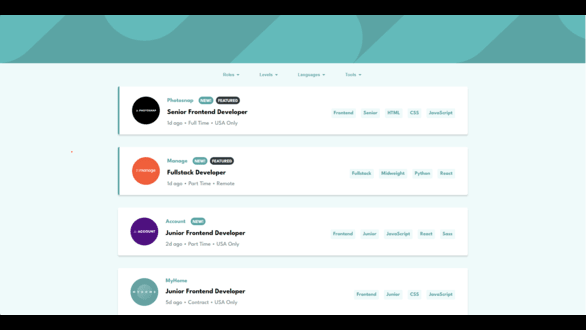 Roles Levels Languages Tools
Photosnap NEW! FEATURED
Senior Frontend Developer
1d ago • Full Time • USA Only
Frontend Senior HTML CSS JavaScript
manage
Manage NEW! FEATURED
Fullstack Developer
1d ago • Part Time • Remote
Fullstack Midweight Python React
ACCOUNT
Account NEW!
Junior Frontend Developer
2d ago • Part Time • USA Only
Frontend Junior JavaScript React Sass
MyHome
Junior Frontend Developer
5d ago • Contract • USA Only
Frontend Junior CSS JavaScript